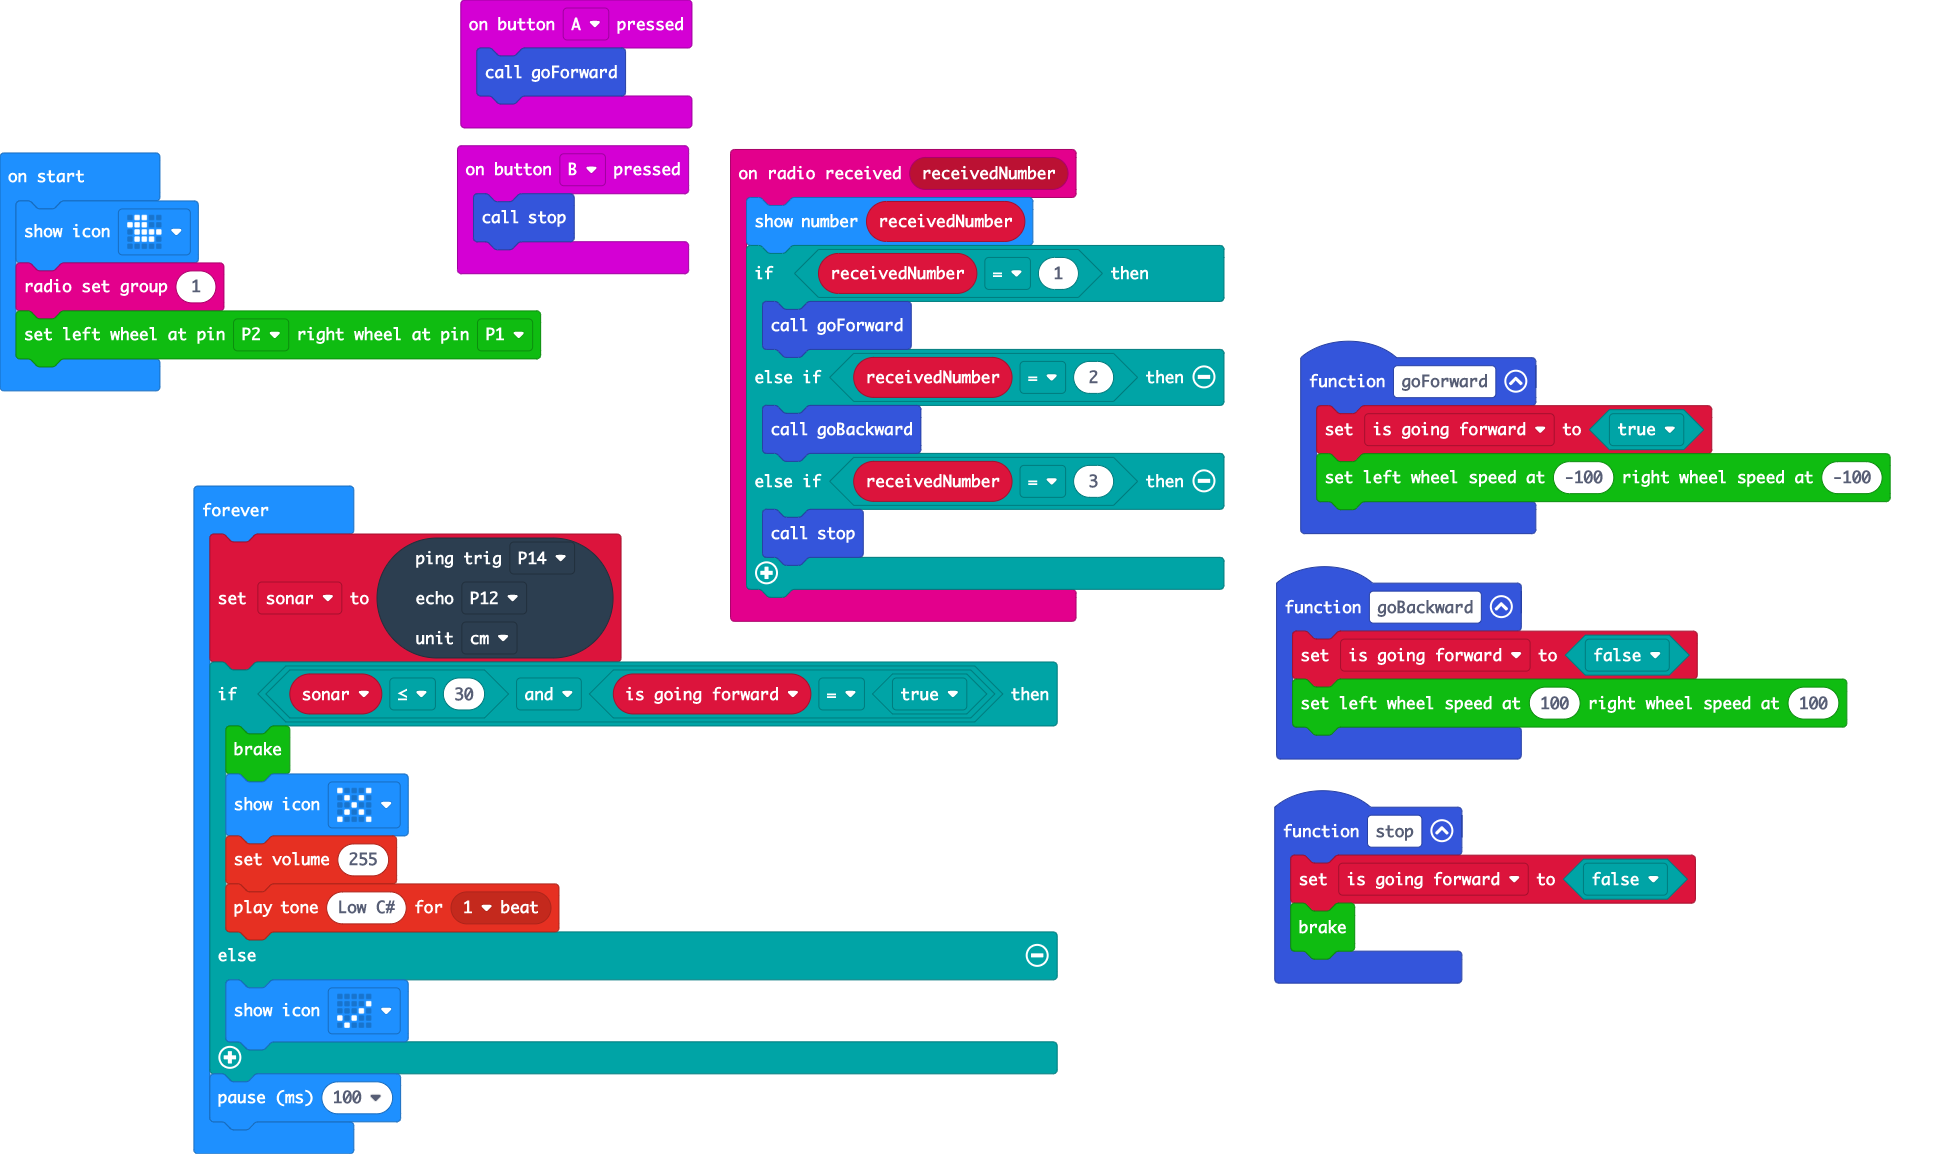 on button A pressed
call goForward
on button B pressed
call stop
on start
show icon
radio set group 1
set left wheel at pin P2 right wheel at pin P1
on radio received receivedNumber
show number receivedNumber
if receivedNumber = 1 then
call goForward
else if receivedNumber = 2 then
call goBackward
else if receivedNumber = 3 then
call stop
forever
set sonar to ping trig P14
echo P12
unit cm
if sonar ≤ 30 and is going forward = true then
brake
show icon
set volume 255
play tone Low C# for 1 beat
else
show icon
pause (ms) 100
function goForward
set is going forward to true
set left wheel speed at -100 right wheel speed at -100
function goBackward
set is going forward to false
set left wheel speed at 100 right wheel speed at 100
function stop
set is going forward to false
brake